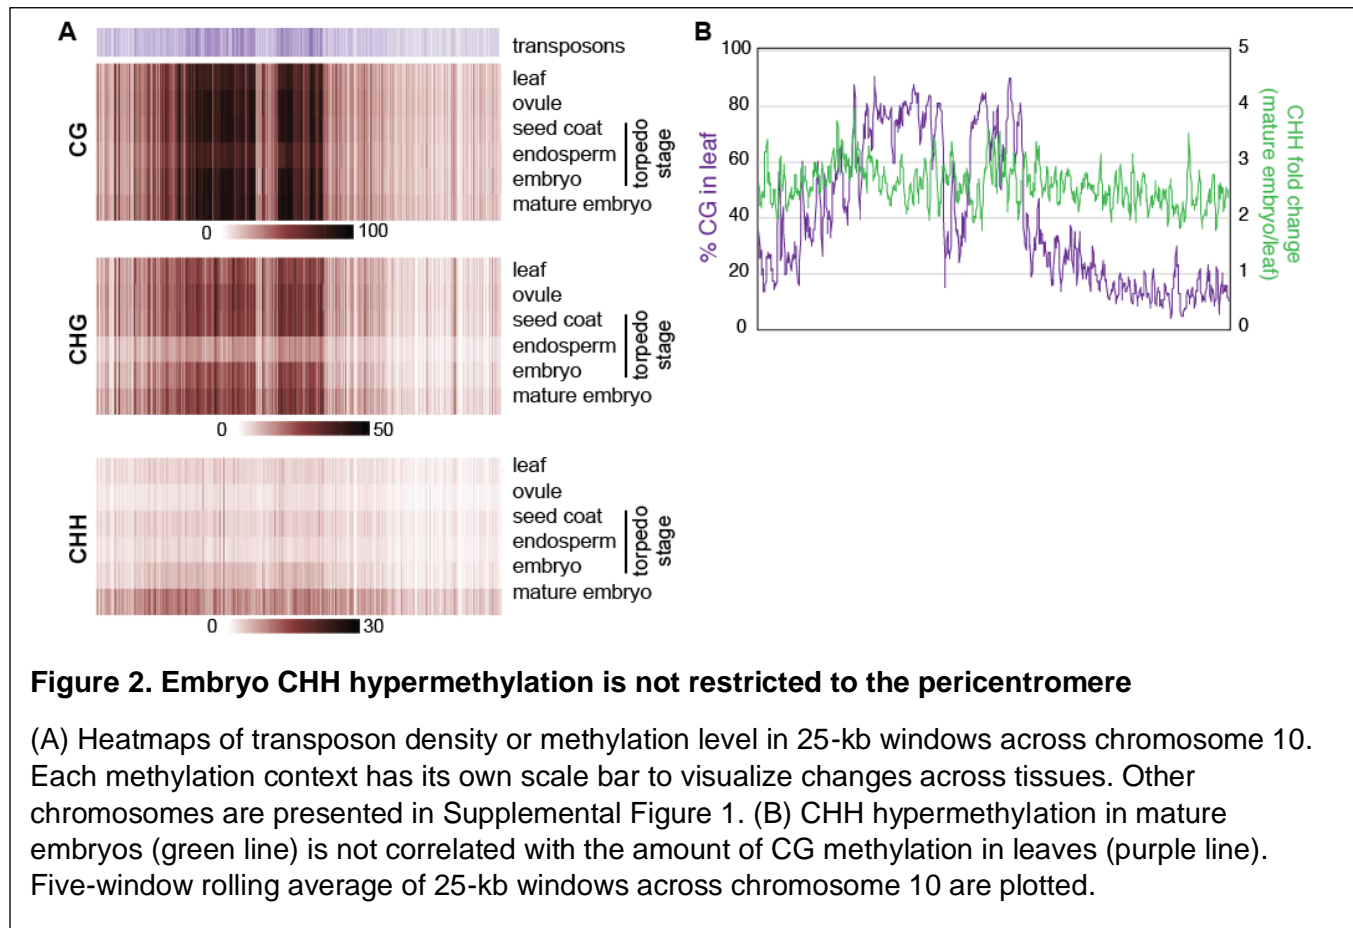 A
transposons
CG
leaf
ovule
seed coat
endosperm
embryo
mature embryo
torpedo
stage
0 100
CHG
leaf
ovule
seed coat
endosperm
embryo
mature embryo
torpedo
stage
0 50
CHH
leaf
ovule
seed coat
endosperm
embryo
mature embryo
torpedo
stage
0 30
B
% CG in leaf
100
80
60
40
20
0
5
4
3
2
1
0
CHH fold change
(mature embryo/leaf)
Figure 2. Embryo CHH hypermethylation is not restricted to the pericentromere
(A) Heatmaps of transposon density or methylation level in 25-kb windows across chromosome 10.
Each methylation context has its own scale bar to visualize changes across tissues. Other
chromosomes are presented in Supplemental Figure 1. (B) CHH hypermethylation in mature
embryos (green line) is not correlated with the amount of CG methylation in leaves (purple line).
Five-window rolling average of 25-kb windows across chromosome 10 are plotted.